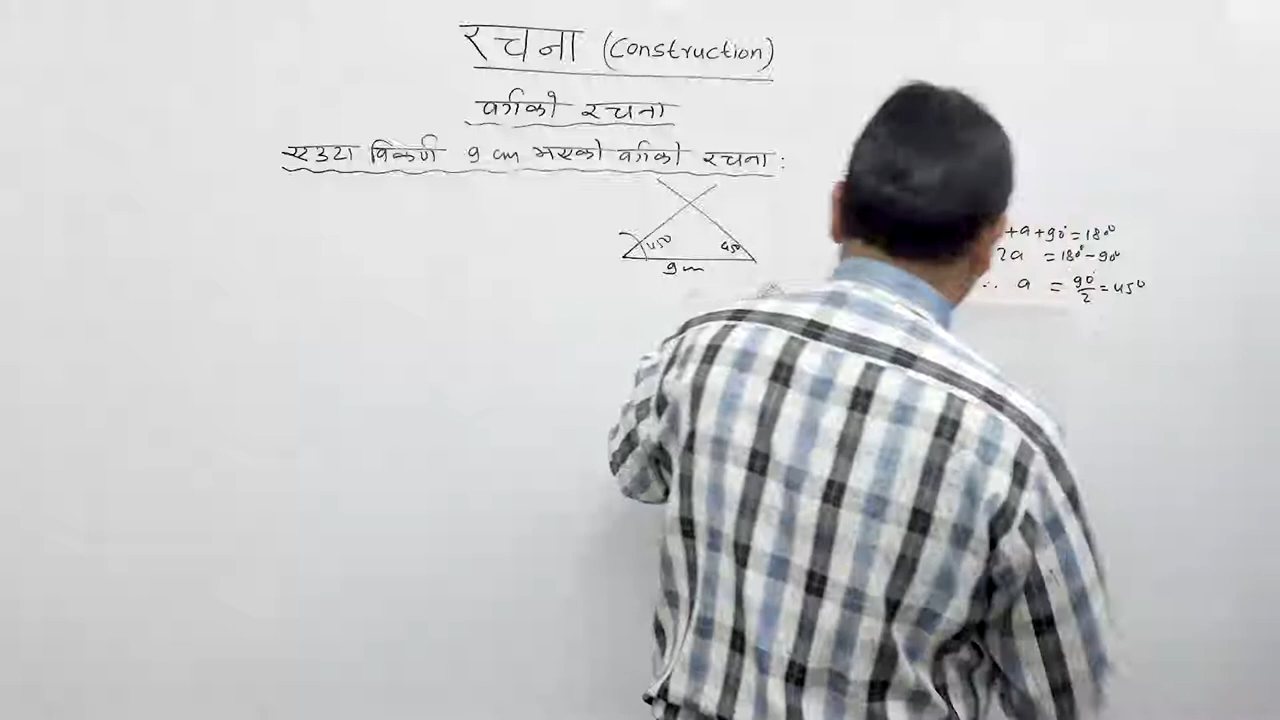 रचना (Construction)
वर्गको रचना
एउटा विकर्ण 9 cm भएको वर्गको रचना:
45°
45°
9 cm
+a+90°=180°
2a = 180°-90°
∴ a = 90°/2 = 45°